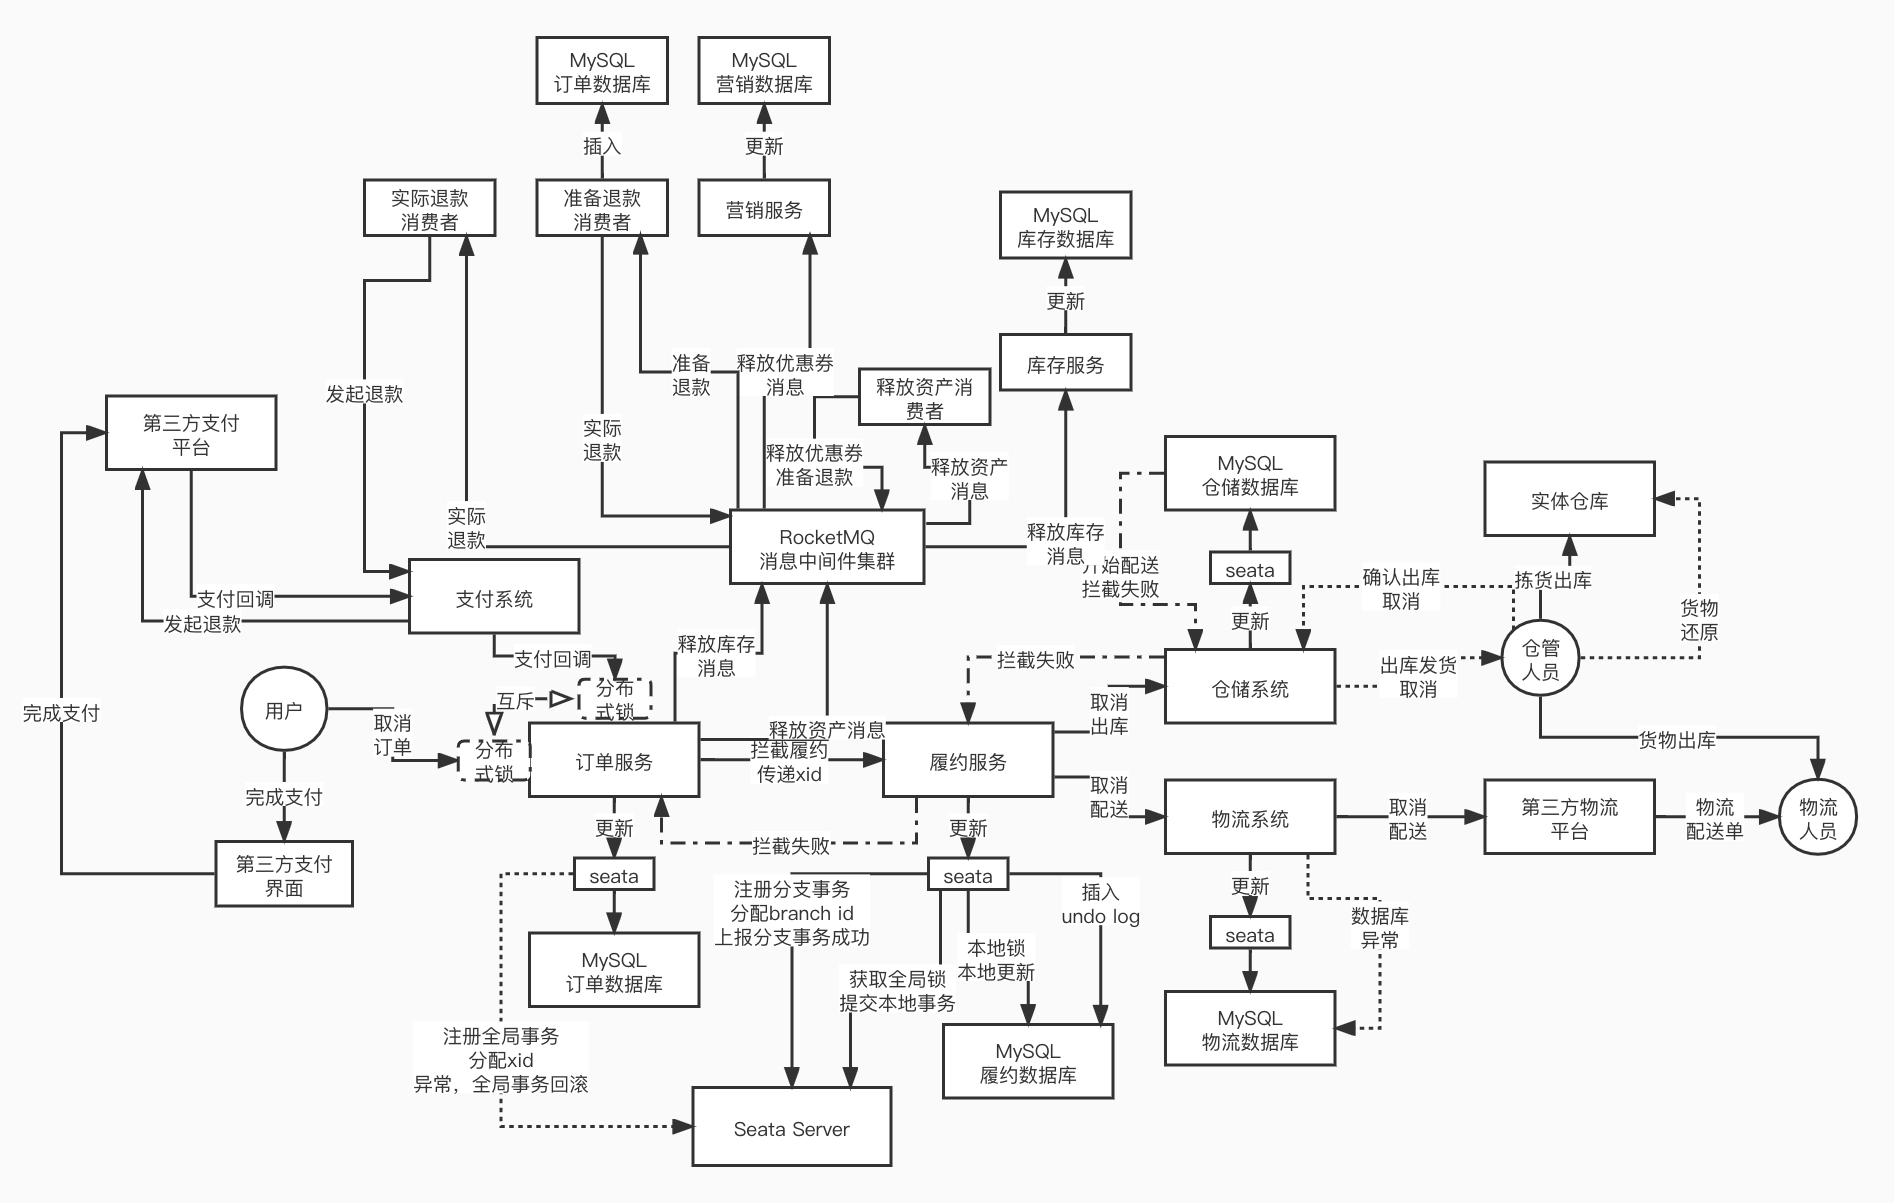 MySQL
订单数据库
MySQL
营销数据库
插入
更新
实际退款
消费者
准备退款
消费者
营销服务
MySQL
库存数据库
更新
库存服务
发起退款
准备
退款
释放优惠券
消息
释放资产消
费者
第三方支付
平台
实际
退款
释放优惠券
准备退款
释放资产
消息
MySQL
仓储数据库
实体仓库
实际
退款
RocketMQ
消息中间件集群
释放库存
消息
开始配送
拦截失败
seata
确认出库
取消
拣货出库
支付回调
发起退款
支付系统
更新
货物
还原
支付回调
释放库存
消息
拦截失败
仓储系统
出库发货
取消
仓管
人员
完成支付
用户
取消
订单
互斥
分布
式锁
分布
式锁
订单服务
释放资产消息
拦截履约
传递xid
履约服务
取消
出库
货物出库
取消
配送
完成支付
更新
拦截失败
更新
物流系统
取消
配送
第三方物流
平台
物流
配送单
物流
人员
第三方支付
界面
seata
注册分支事务
分配branch id
上报分支事务成功
seata
插入
undo log
更新
数据库
异常
seata
MySQL
订单数据库
获取全局锁
提交本地事务
本地锁
本地更新
MySQL
物流数据库
注册全局事务
分配xid
异常，全局事务回滚
MySQL
履约数据库
Seata Server